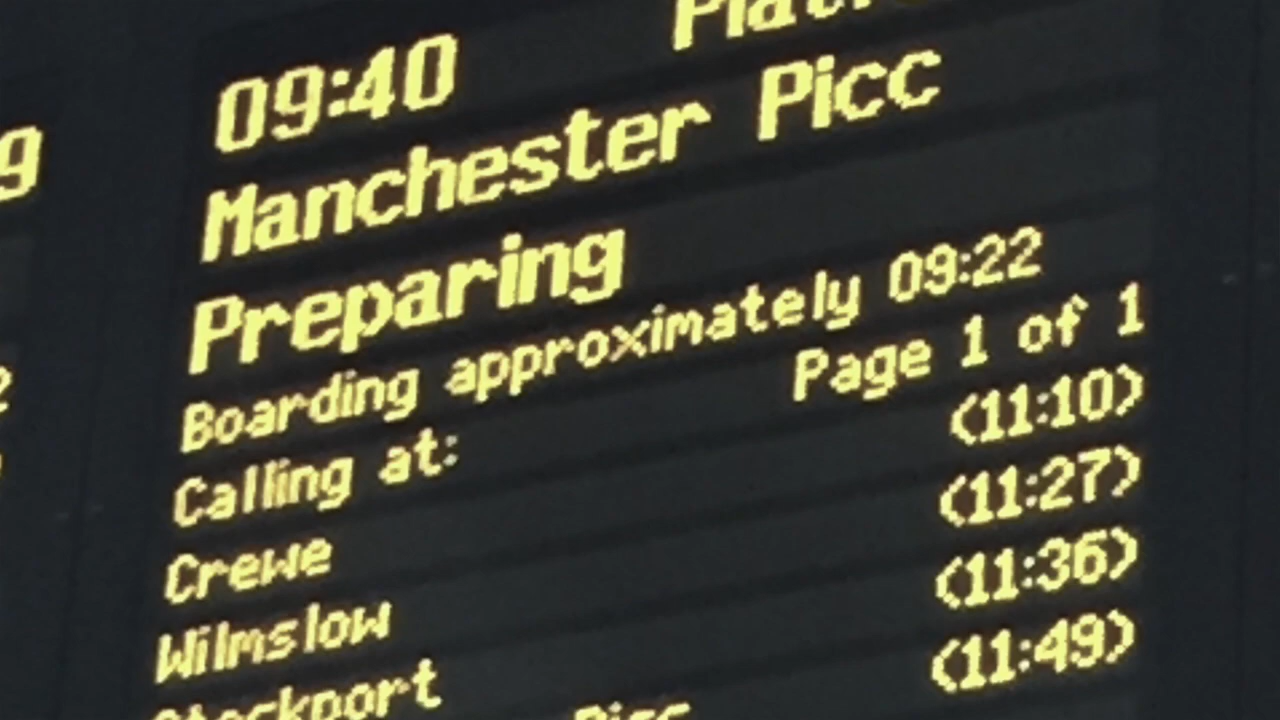 09:40
Manchester Picc
Preparing
Boarding approximately 09:22
Page 1 of 1
Calling at:
Crewe (11:10)
Wilmslow (11:27)
Stockport (11:36)
Picc (11:49)